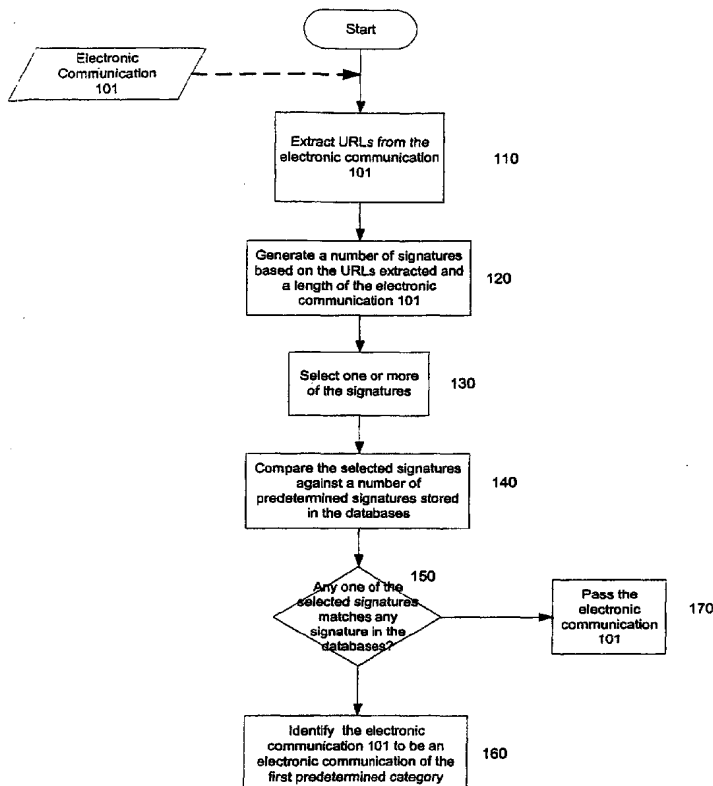 Start
Electronic
Communication
101
Extract URLs from the
electronic communication
101
110
Generate a number of signatures
based on the URLs extracted and
a length of the electronic
communication 101
120
Select one or more
of the signatures
130
Compare the selected signatures
against a number of
predetermined signatures stored
in the databases
140
150
Any one of the
selected signatures
matches any
signature in the
databases?
Pass the
electronic
communication
101
170
Identify the electronic
communication 101 to be an
electronic communication of the
first predetermined category
160